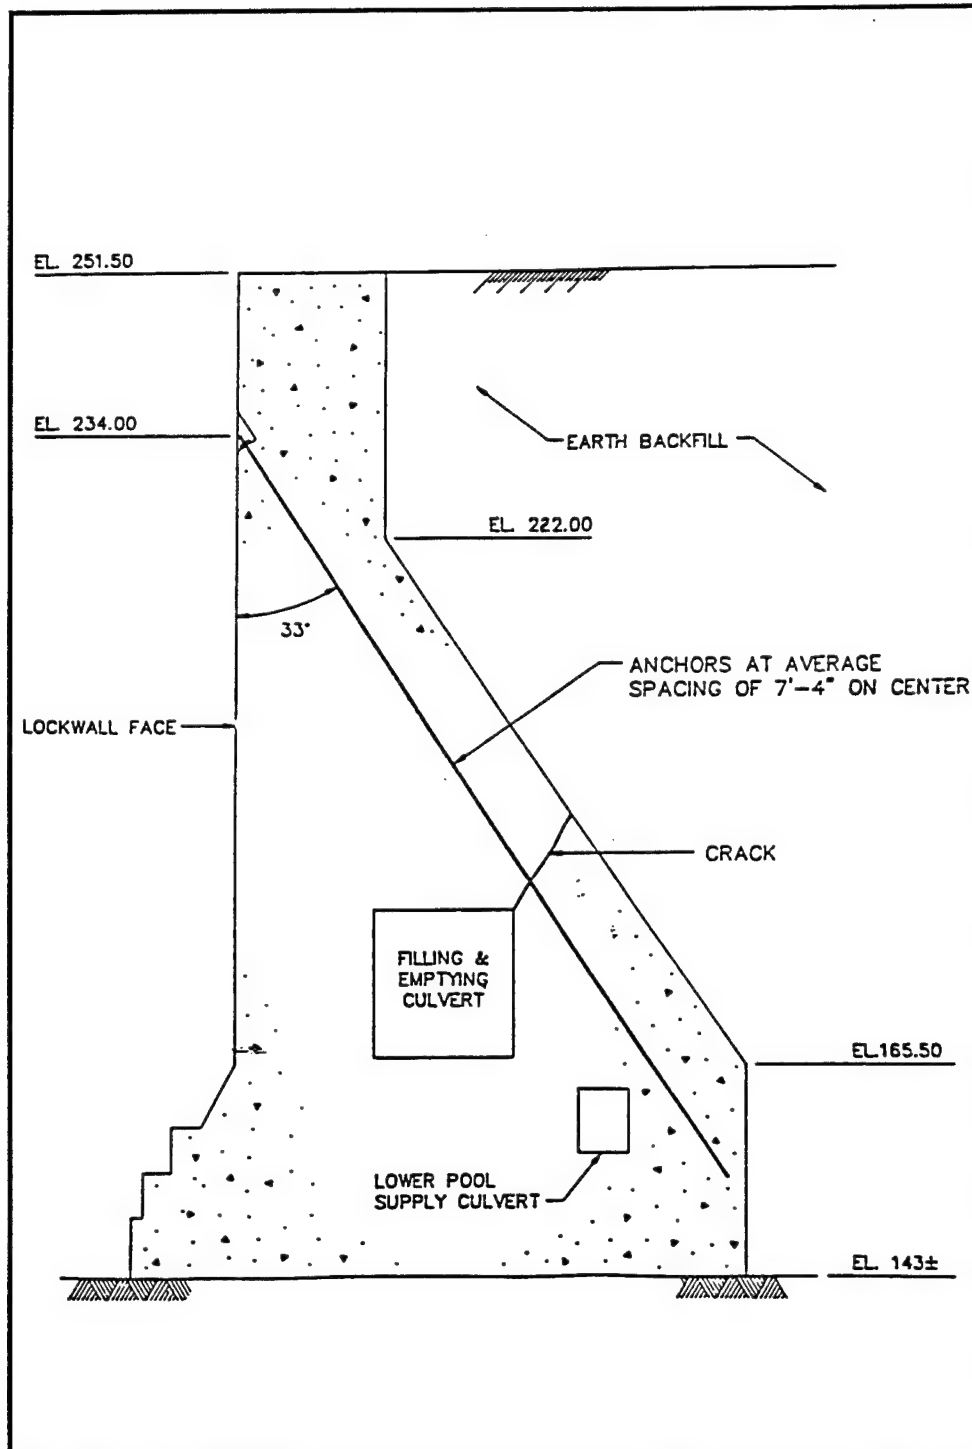 EL. 251.50
EL. 234.00
EARTH BACKFILL
EL. 222.00
33°
ANCHORS AT AVERAGE
SPACING OF 7'-4" ON CENTER
LOCKWALL FACE
CRACK
FILLING &
EMPTYING
CULVERT
EL.165.50
LOWER POOL
SUPPLY CULVERT
EL. 143±